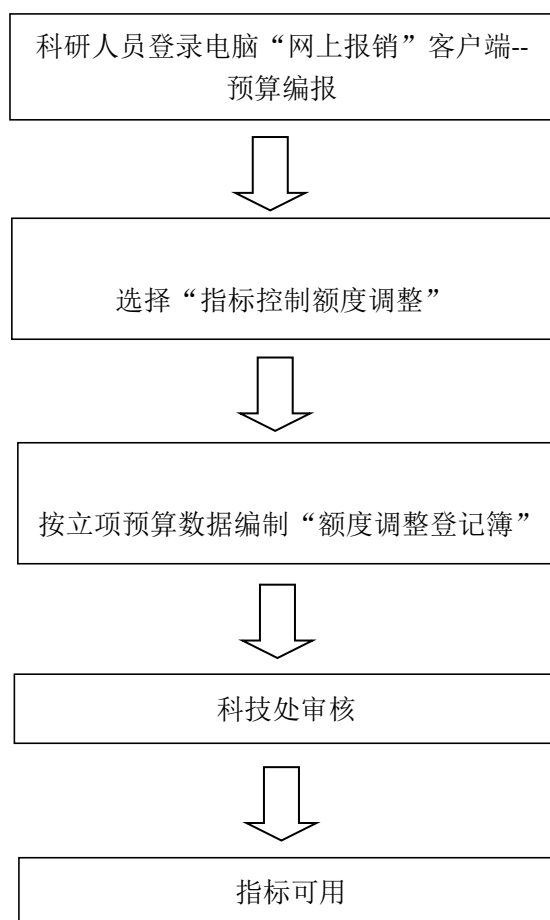 科研人员登录电脑“网上报销”客户端--
预算编报
选择“指标控制额度调整”
按立项预算数据编制“额度调整登记簿”
科技处审核
指标可用